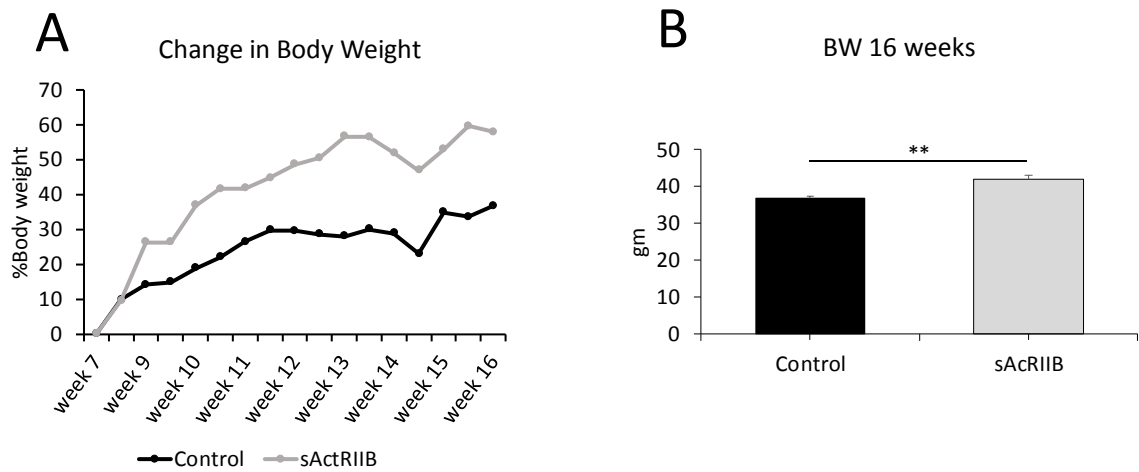 A
Change in Body Weight
%Body weight
70
60
50
40
30
20
10
0
week 7
week 9
week 10
week 11
week 12
week 13
week 14
week 15
week 16
Control
sActRIIB
B
BW 16 weeks
gm
50
40
30
20
10
0
**
Control
sAcRIIB